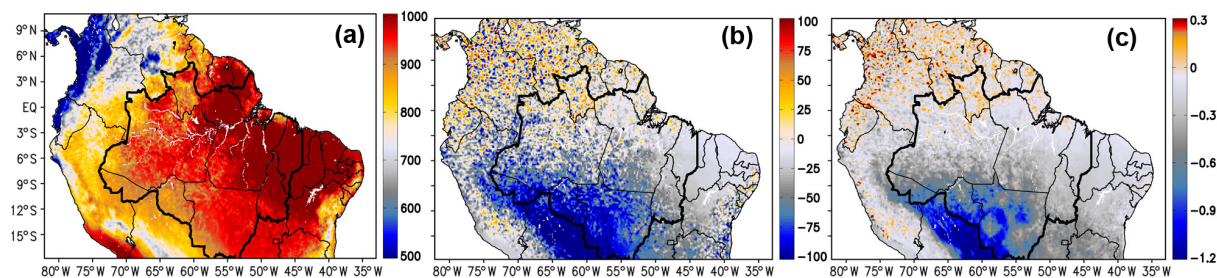 (a) (b) (c)
9°N 6°N 3°N EQ 3°S 6°S 9°S 12°S 15°S
1000 900 800 700 600 500
100 75 50 25 0 −25 −50 −75 −100
0.3 0 −0.3 −0.6 −0.9 −1.2
80°W 75°W 70°W 65°W 60°W 55°W 50°W 45°W 40°W 35°W
80°W 75°W 70°W 65°W 60°W 55°W 50°W 45°W 40°W 35°W
80°W 75°W 70°W 65°W 60°W 55°W 50°W 45°W 40°W 35°W